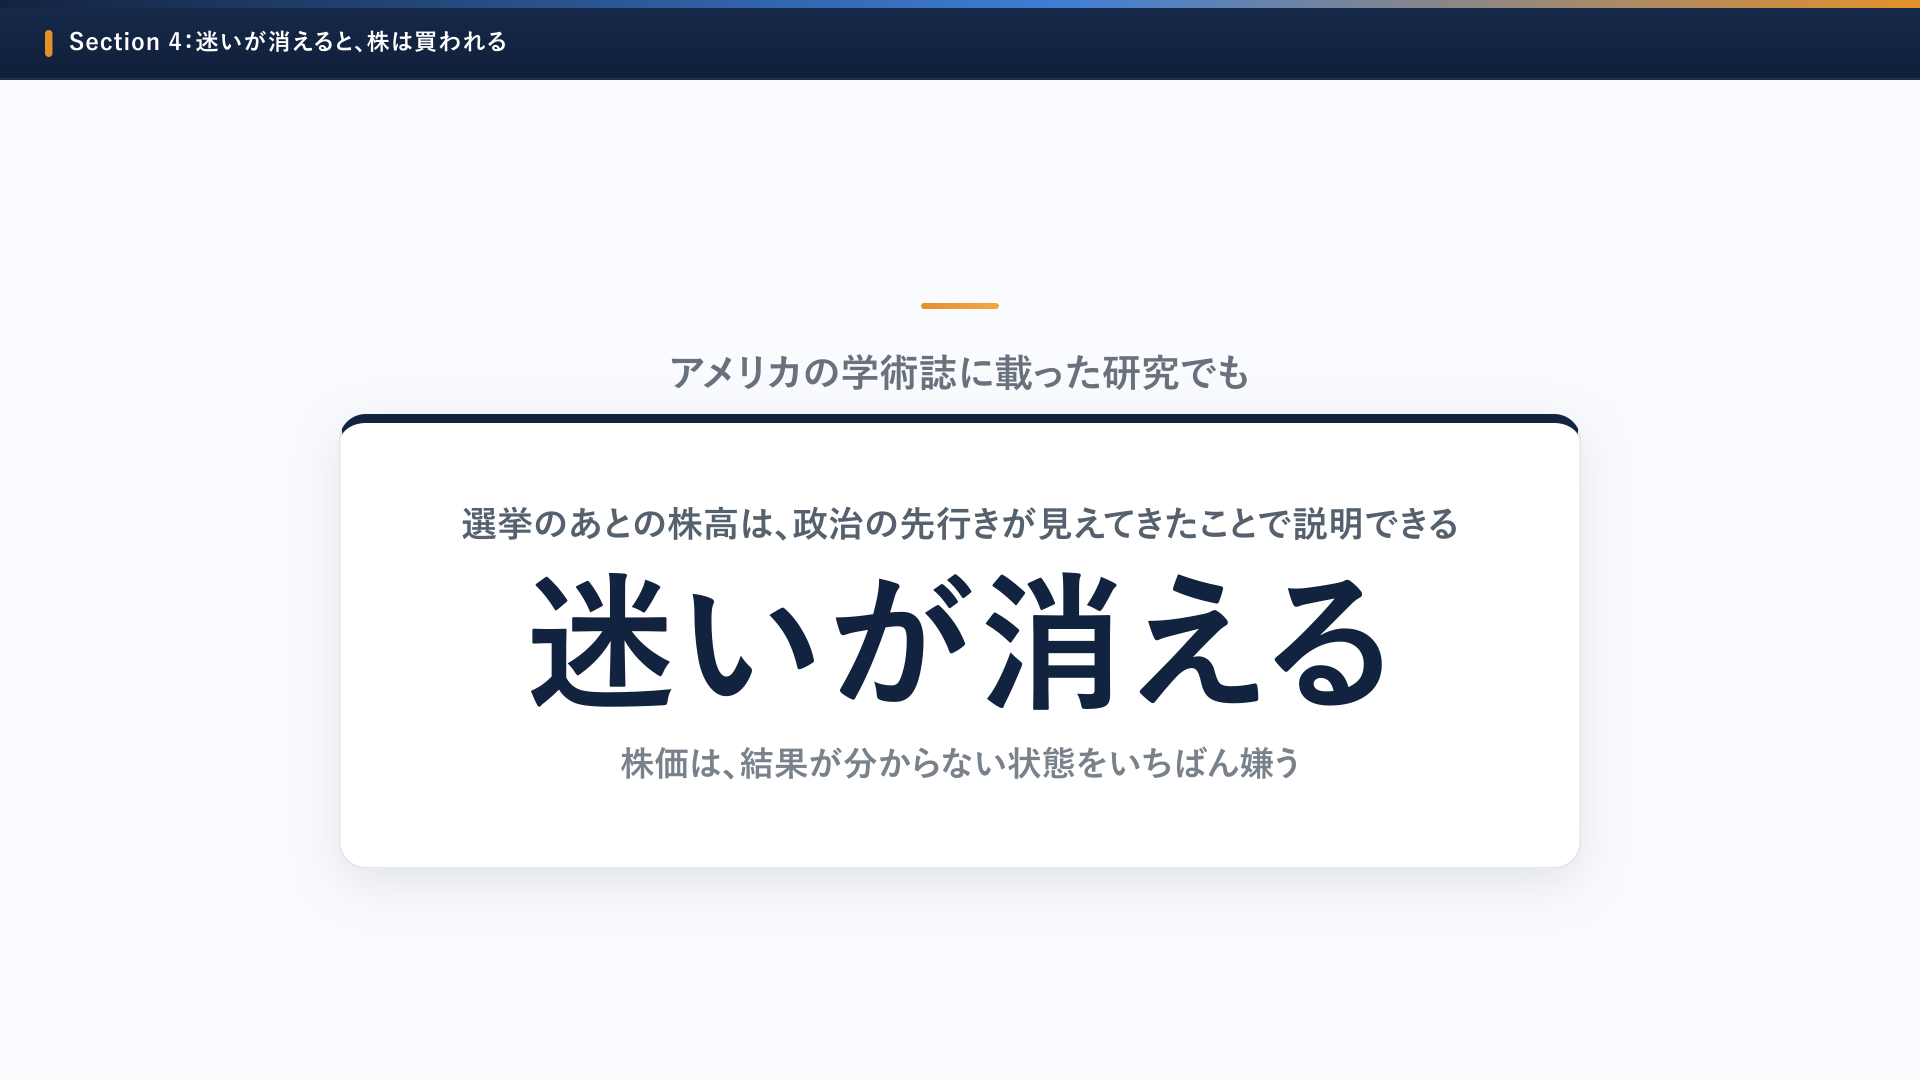 Section 4：迷いが消えると、株は買われる
アメリカの学術誌に載った研究でも
選挙のあとの株高は、政治の先行きが見えてきたことで説明できる
迷いが消える
株価は、結果が分からない状態をいちばん嫌う